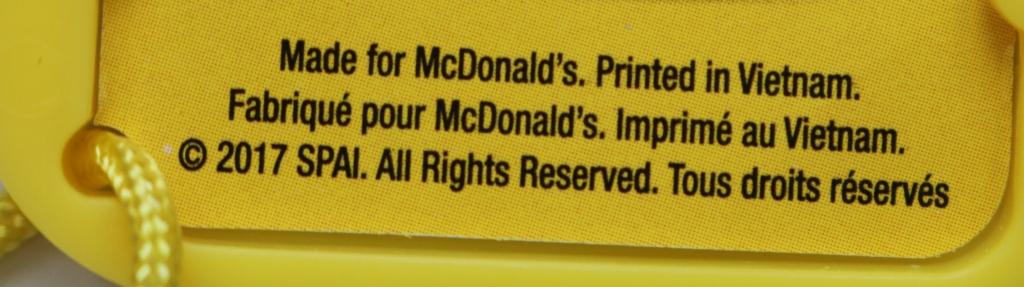 Made for McDonald's. Printed in Vietnam.
Fabriqué pour McDonald's. Imprimé au Vietnam.
© 2017 SPAI. All Rights Reserved. Tous droits réservés